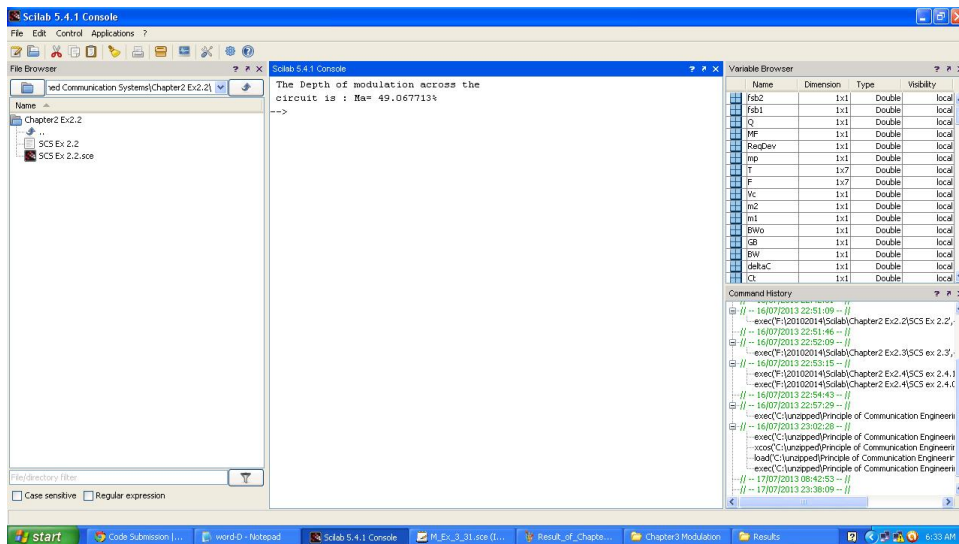 Scilab 5.4.1 Console
File Edit Control Applications ?
File Browser
ned Communication Systems\Chapter2 Ex2.2\
Name
Chapter2 Ex2.2
..
SCS Ex 2.2
SCS Ex 2.2.sce
File/directory filter
Case sensitive Regular expression
Scilab 5.4.1 Console
The Depth of modulation across the
circuit is : Ma= 49.067713%
-->
Variable Browser
Name Dimension Type Visibility
fsb2 1x1 Double local
fsb1 1x1 Double local
Q 1x1 Double local
MF 1x1 Double local
ReqDev 1x1 Double local
mp 1x1 Double local
T 1x7 Double local
F 1x7 Double local
Vc 1x1 Double local
m2 1x1 Double local
m1 1x1 Double local
BWo 1x1 Double local
GB 1x1 Double local
BW 1x1 Double local
deltaC 1x1 Double local
Ct 1x1 Double local
Command History
// -- 16/07/2013 22:51:09 -- //
exec('F:\20102014\Scilab\Chapter2 Ex2.2\SCS Ex 2.2',
// -- 16/07/2013 22:51:46 -- //
// -- 16/07/2013 22:52:09 -- //
exec('F:\20102014\Scilab\Chapter2 Ex2.3\SCS ex 2.3',
// -- 16/07/2013 22:53:15 -- //
exec('F:\20102014\Scilab\Chapter2 Ex2.4\SCS ex 2.4.1
exec('F:\20102014\Scilab\Chapter2 Ex2.4\SCS ex 2.4.(
// -- 16/07/2013 22:54:43 -- //
// -- 16/07/2013 22:57:29 -- //
exec('C:\unzipped\Principle of Communication Engineerin
// -- 16/07/2013 23:02:28 -- //
exec('C:\unzipped\Principle of Communication Engineerir
xcos('C:\unzipped\Principle of Communication Engineerir
load('C:\unzipped\Principle of Communication Engineerir
exec('C:\unzipped\Principle of Communication Engineerir
// -- 17/07/2013 08:42:53 -- //
// -- 17/07/2013 23:38:09 -- //
start Code Submission |... word-D - Notepad Scilab 5.4.1 Console M_Ex_3_31.sce (I... Result_of_Chapte... Chapter3 Modulation Results 6:33 AM